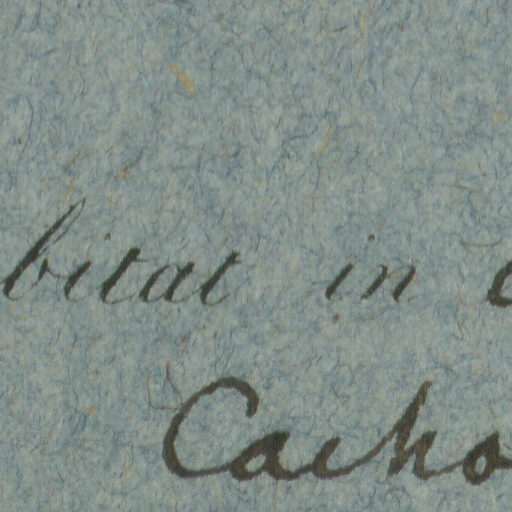 bitat in
Cacho